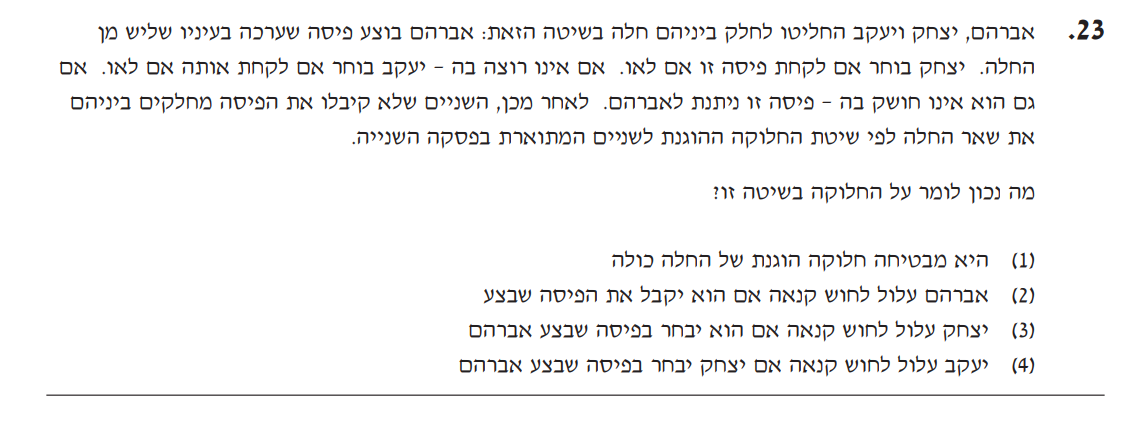 23. אברהם, יצחק ויעקב החליטו לחלק ביניהם חלה בשיטה הזאת: אברהם בוצע פיסה שערכה בעיניו שליש מן
החלה. יצחק בוחר אם לקחת פיסה זו אם לאו. אם אינו רוצה בה – יעקב בוחר אם לקחת אותה אם לאו. אם
גם הוא אינו חושק בה – פיסה זו ניתנת לאברהם. לאחר מכן, השניים שלא קיבלו את הפיסה מחלקים ביניהם
את שאר החלה לפי שיטת החלוקה ההוגנת לשניים המתוארת בפסקה השנייה.
מה נכון לומר על החלוקה בשיטה זו?
(1) היא מבטיחה חלוקה הוגנת של החלה כולה
(2) אברהם עלול לחוש קנאה אם הוא יקבל את הפיסה שבצע
(3) יצחק עלול לחוש קנאה אם הוא יבחר בפיסה שבצע אברהם
(4) יעקב עלול לחוש קנאה אם יצחק יבחר בפיסה שבצע אברהם